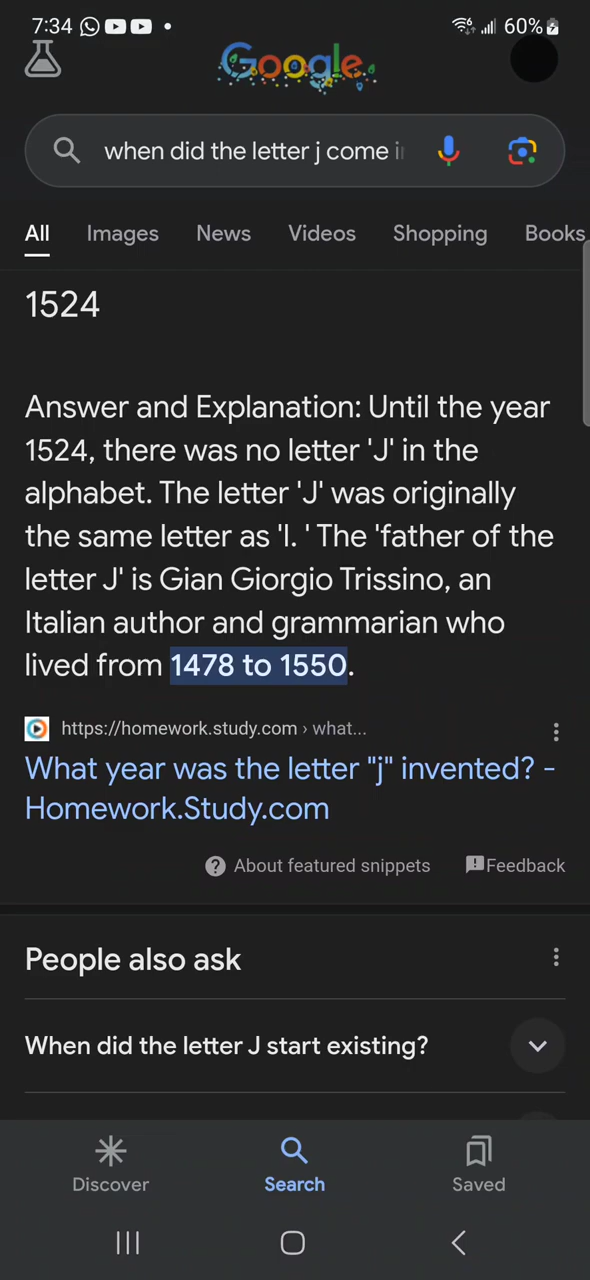 7:34 60%
Google
when did the letter j come i
All Images News Videos Shopping Books
1524
Answer and Explanation: Until the year
1524, there was no letter 'J' in the
alphabet. The letter 'J' was originally
the same letter as 'I. ' The 'father of the
letter J' is Gian Giorgio Trissino, an
Italian author and grammarian who
lived from 1478 to 1550.
https://homework.study.com › what...
What year was the letter "j" invented? -
Homework.Study.com
About featured snippets Feedback
People also ask
When did the letter J start existing?
Discover Search Saved